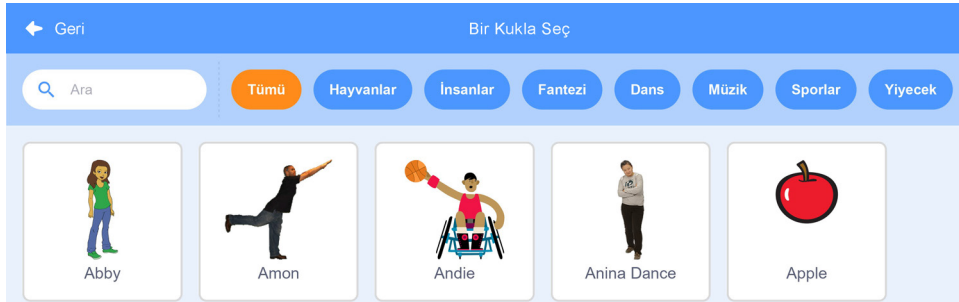 Geri
Bir Kukla Seç
Ara
Tümü
Hayvanlar
İnsanlar
Fantezi
Dans
Müzik
Sporlar
Yiyecek
Abby
Amon
Andie
Anina Dance
Apple